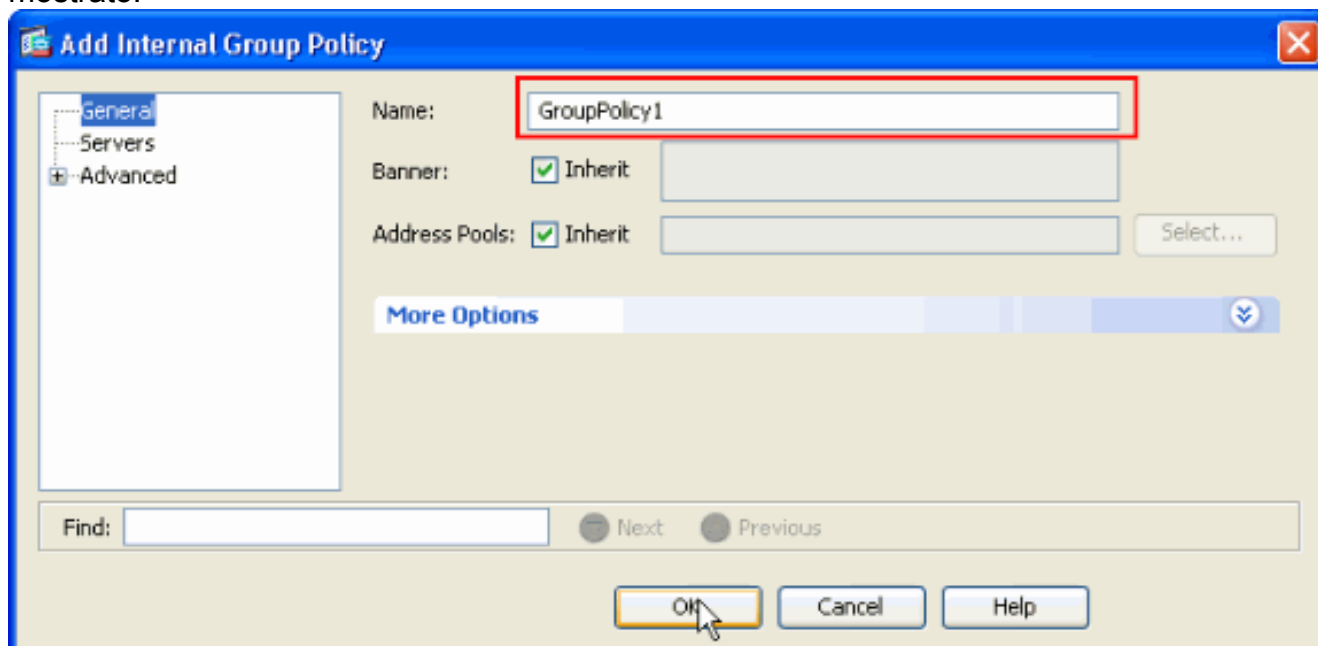 Add Internal Group Policy
General
Servers
Advanced
Name: GroupPolicy1
Banner: Inherit
Address Pools: Inherit Select...
More Options
Find: Next Previous
OK Cancel Help